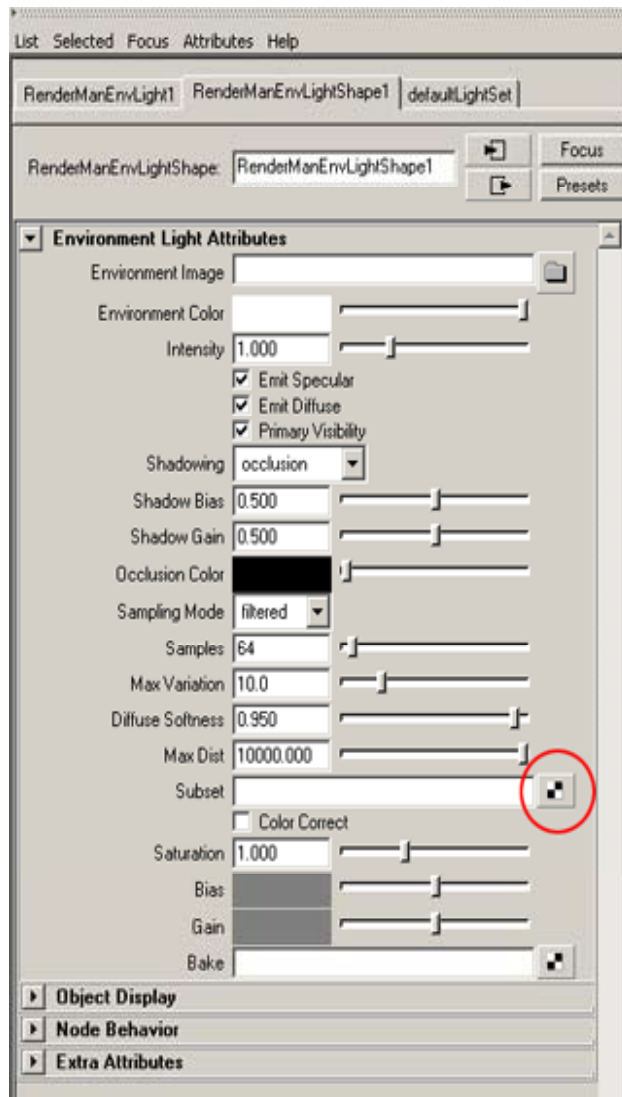 List Selected Focus Attributes Help
RenderManEnvLight1 RenderManEnvLightShape1 defaultLightSet
RenderManEnvLightShape: RenderManEnvLightShape1 Focus
Presets
Environment Light Attributes
Environment Image
Environment Color
Intensity 1.000
Emit Specular
Emit Diffuse
Primary Visibility
Shadowing occlusion
Shadow Bias 0.500
Shadow Gain 0.500
Occlusion Color
Sampling Mode filtered
Samples 64
Max Variation 10.0
Diffuse Softness 0.950
Max Dist 10000.000
Subset
Color Correct
Saturation 1.000
Bias
Gain
Bake
Object Display
Node Behavior
Extra Attributes